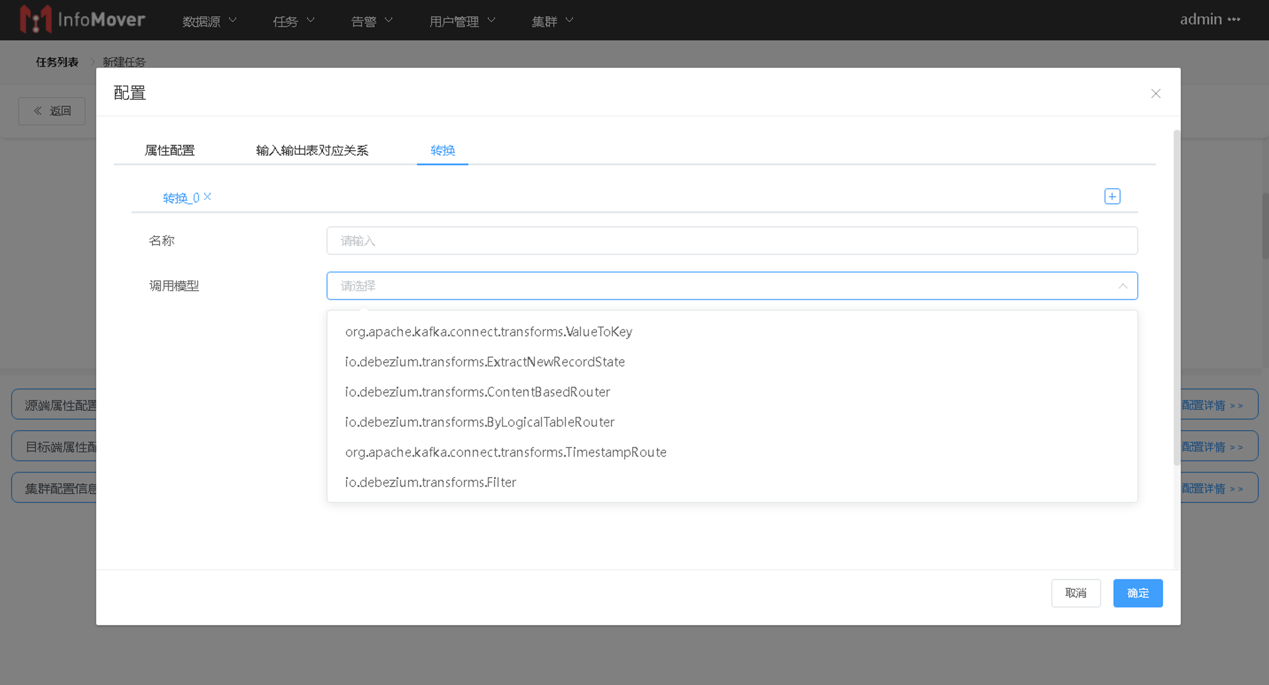 InfoMover 数据源 任务 告警 用户管理 集群 admin
任务列表 新建任务
配置
返回
属性配置 输入输出表对应关系 转换
转换_0
名称 请输入
调用模型 请选择
org.apache.kafka.connect.transforms.ValueToKey
io.debezium.transforms.ExtractNewRecordState
io.debezium.transforms.ContentBasedRouter
源端属性配置 配置详情 >>
io.debezium.transforms.ByLogicalTableRouter
目标端属性配 配置详情 >>
org.apache.kafka.connect.transforms.TimestampRoute
io.debezium.transforms.Filter
集群配置信息 配置详情 >>
取消 确定